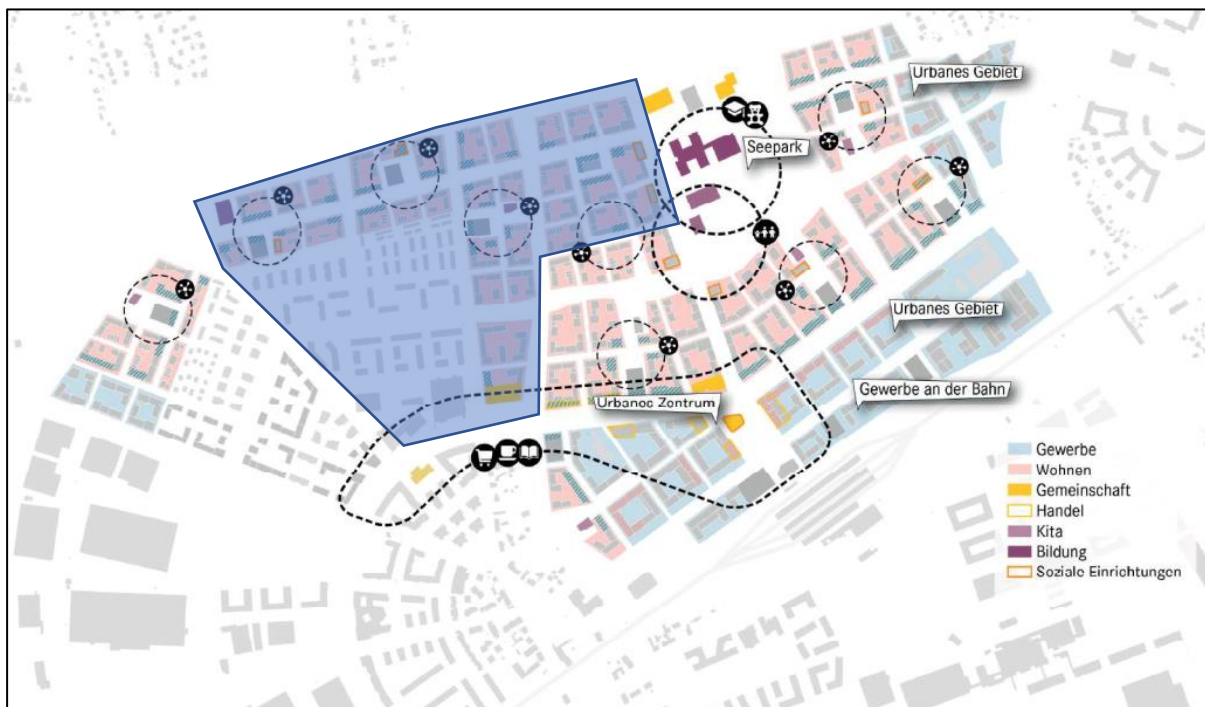 Urbanes Gebiet
Seepark
Urbanes Gebiet
Gewerbe an der Bahn
Urbanes Zentrum
Gewerbe
Wohnen
Gemeinschaft
Handel
Kita
Bildung
Soziale Einrichtungen